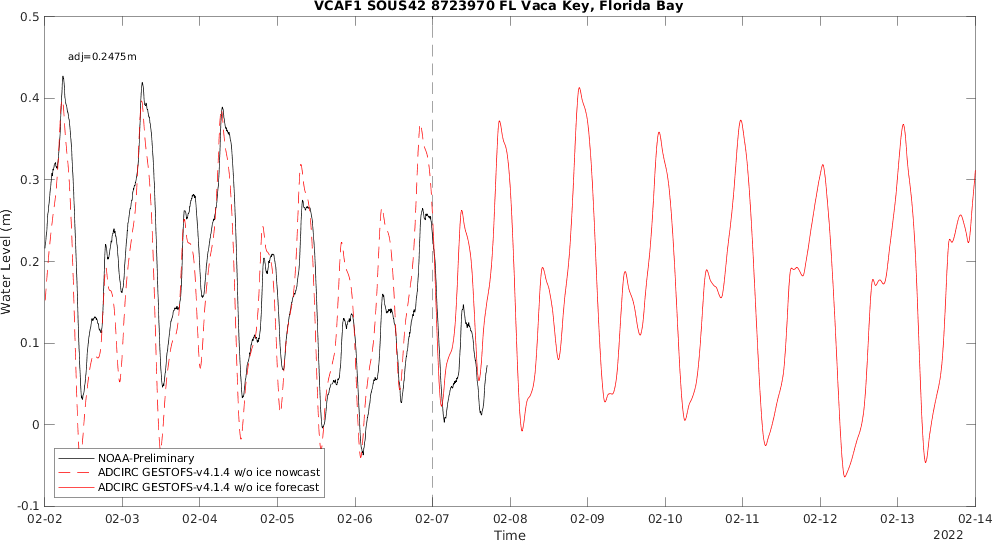 VCAF1 SOUS42 8723970 FL Vaca Key, Florida Bay
adj=0.2475m
Water Level (m)
0.5
0.4
0.3
0.2
0.1
0
-0.1
NOAA-Preliminary
ADCIRC GESTOFS-v4.1.4 w/o ice nowcast
ADCIRC GESTOFS-v4.1.4 w/o ice forecast
02-02 02-03 02-04 02-05 02-06 02-07 02-08 02-09 02-10 02-11 02-12 02-13 02-14
Time
2022